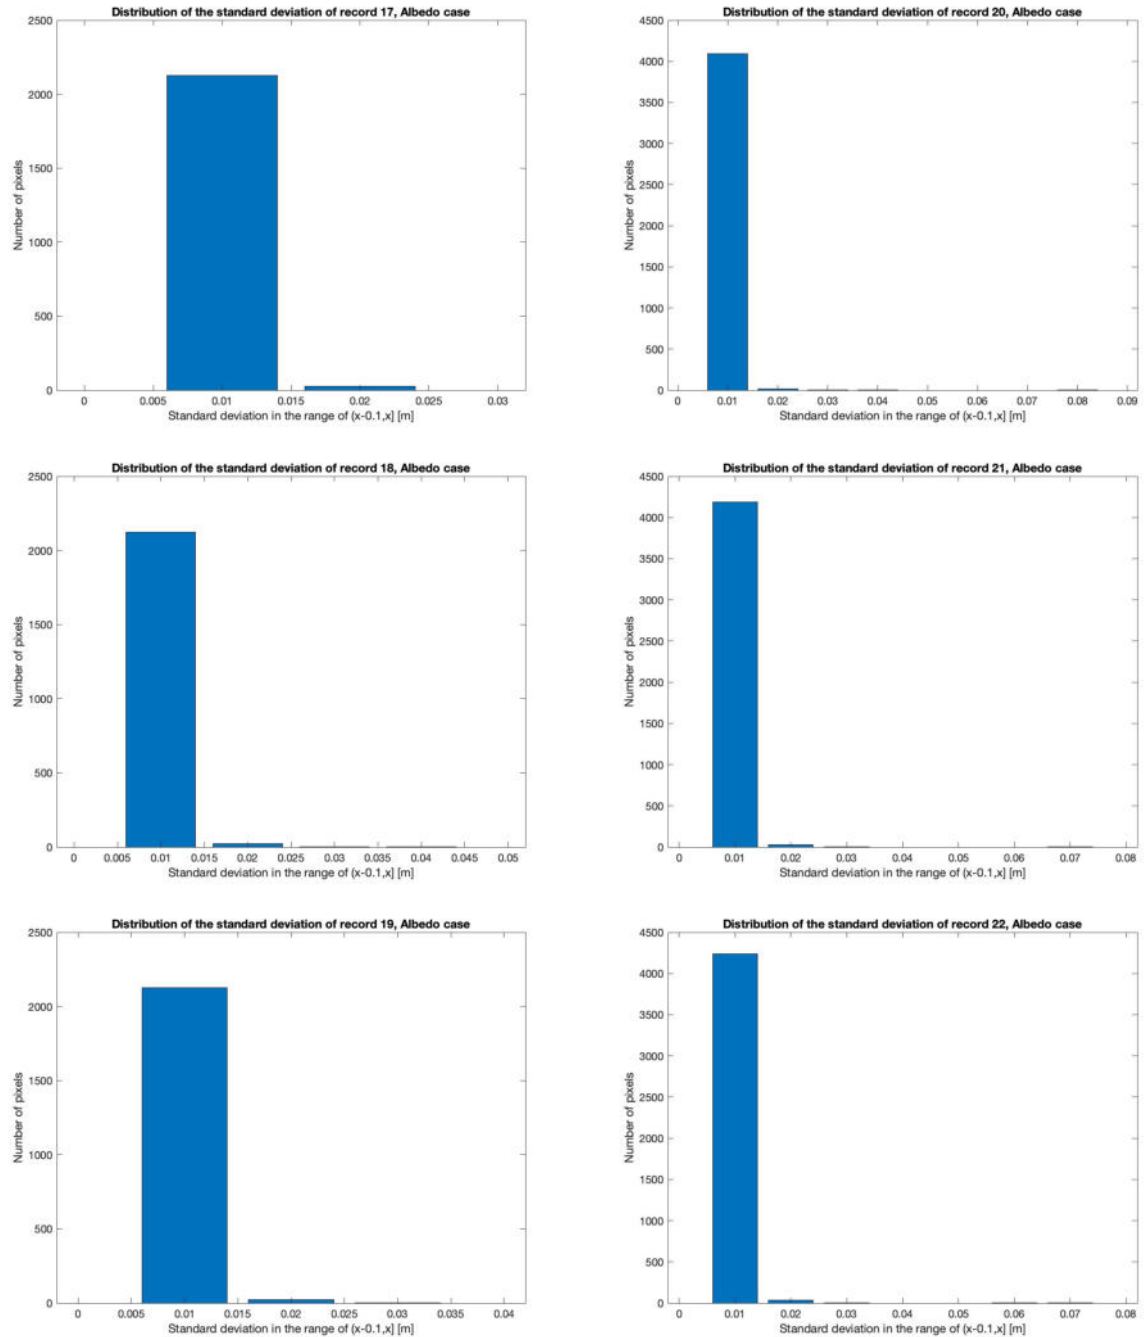 Distribution of the standard deviation of record 17, Albedo case
2500
2000
1500
1000
500
0
Number of pixels
0 0.005 0.01 0.015 0.02 0.025 0.03
Standard deviation in the range of (x-0.1,x] [m]
Distribution of the standard deviation of record 20, Albedo case
4500
4000
3500
3000
2500
2000
1500
1000
500
0
Number of pixels
0 0.01 0.02 0.03 0.04 0.05 0.06 0.07 0.08 0.09
Standard deviation in the range of (x-0.1,x] [m]
Distribution of the standard deviation of record 18, Albedo case
2500
2000
1500
1000
500
0
Number of pixels
0 0.005 0.01 0.015 0.02 0.025 0.03 0.035 0.04 0.045 0.05
Standard deviation in the range of (x-0.1,x] [m]
Distribution of the standard deviation of record 21, Albedo case
4500
4000
3500
3000
2500
2000
1500
1000
500
0
Number of pixels
0 0.01 0.02 0.03 0.04 0.05 0.06 0.07 0.08
Standard deviation in the range of (x-0.1,x] [m]
Distribution of the standard deviation of record 19, Albedo case
2500
2000
1500
1000
500
0
Number of pixels
0 0.005 0.01 0.015 0.02 0.025 0.03 0.035 0.04
Standard deviation in the range of (x-0.1,x] [m]
Distribution of the standard deviation of record 22, Albedo case
4500
4000
3500
3000
2500
2000
1500
1000
500
0
Number of pixels
0 0.01 0.02 0.03 0.04 0.05 0.06 0.07 0.08
Standard deviation in the range of (x-0.1,x] [m]